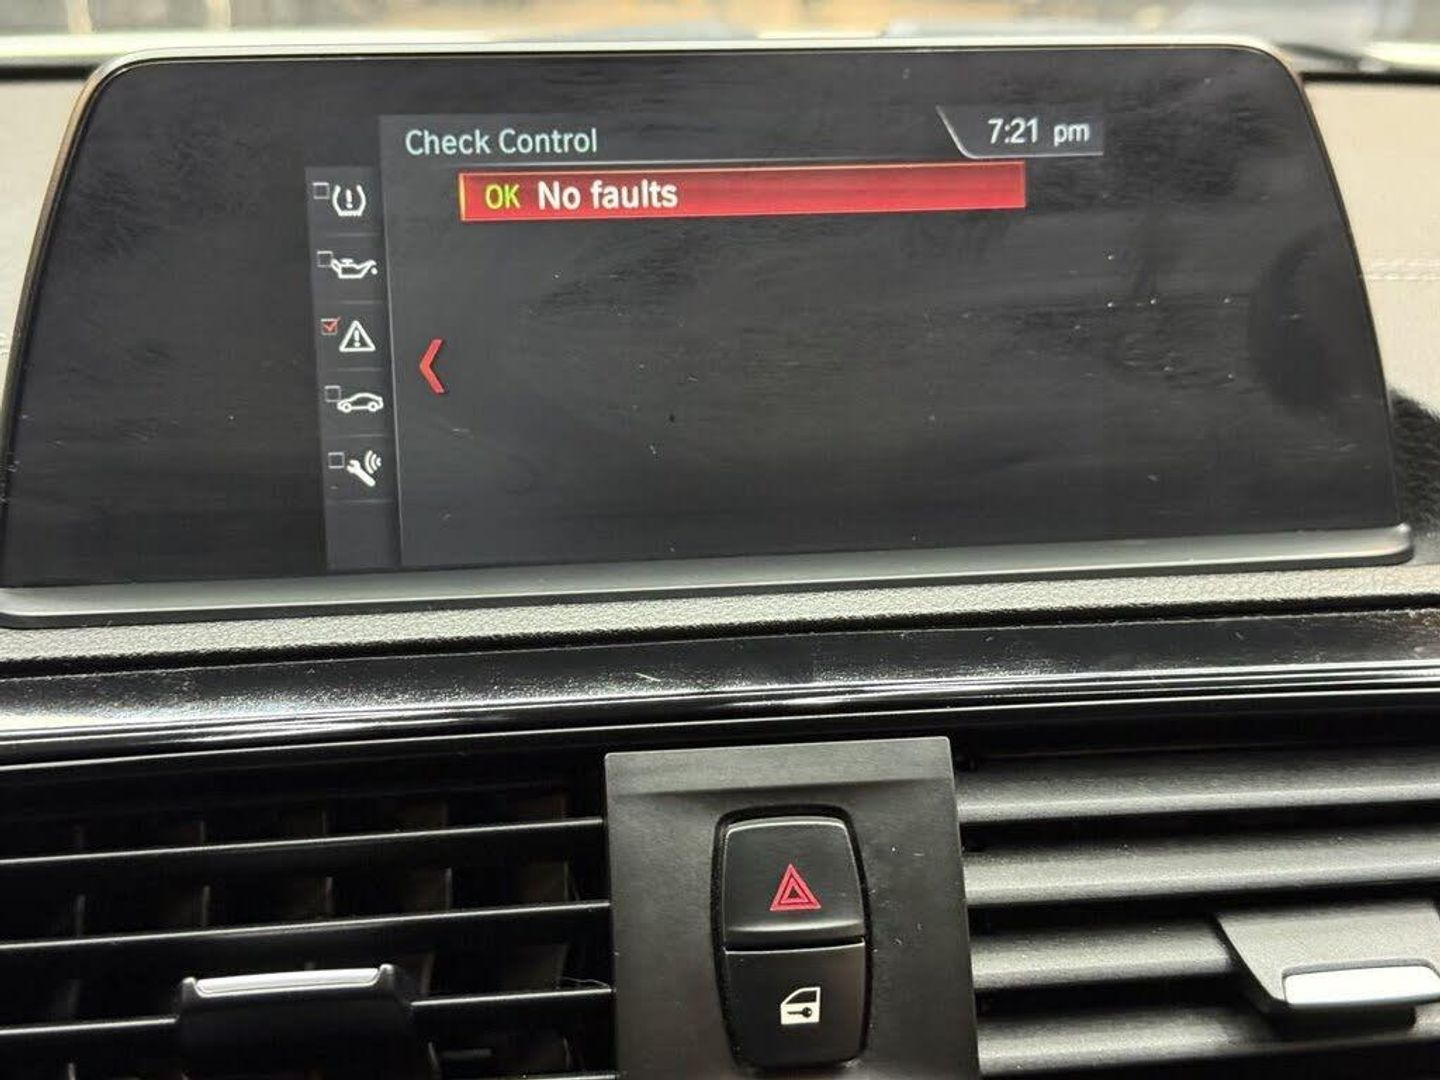 Check Control
7:21 pm
OK No faults